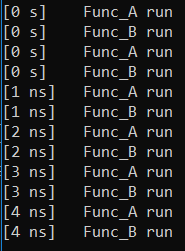 [0 s]    Func_A run
[0 s]    Func_B run
[0 s]    Func_A run
[0 s]    Func_B run
[1 ns]    Func_A run
[1 ns]    Func_B run
[2 ns]    Func_A run
[2 ns]    Func_B run
[3 ns]    Func_A run
[3 ns]    Func_B run
[4 ns]    Func_A run
[4 ns]    Func_B run